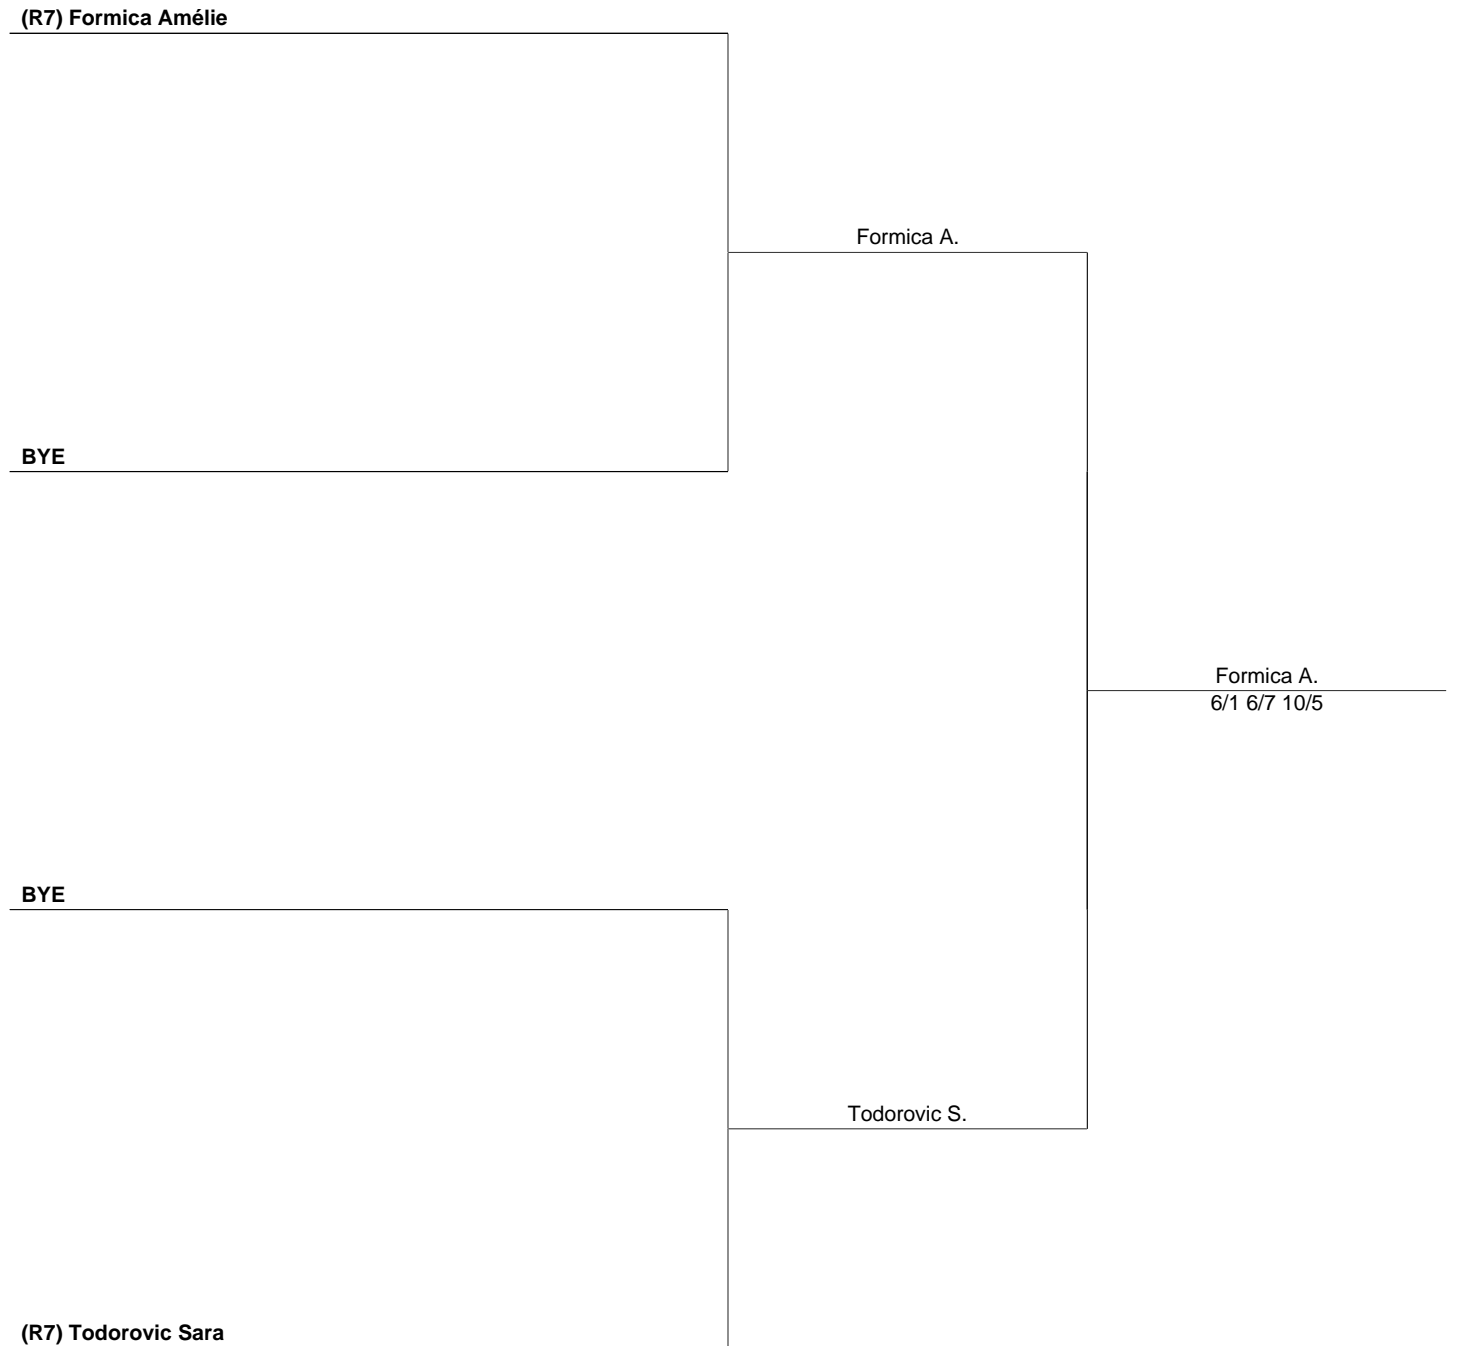 (R7) Formica Amélie
Formica A.
BYE
Formica A.
6/1 6/7 10/5
BYE
Todorovic S.
(R7) Todorovic Sara